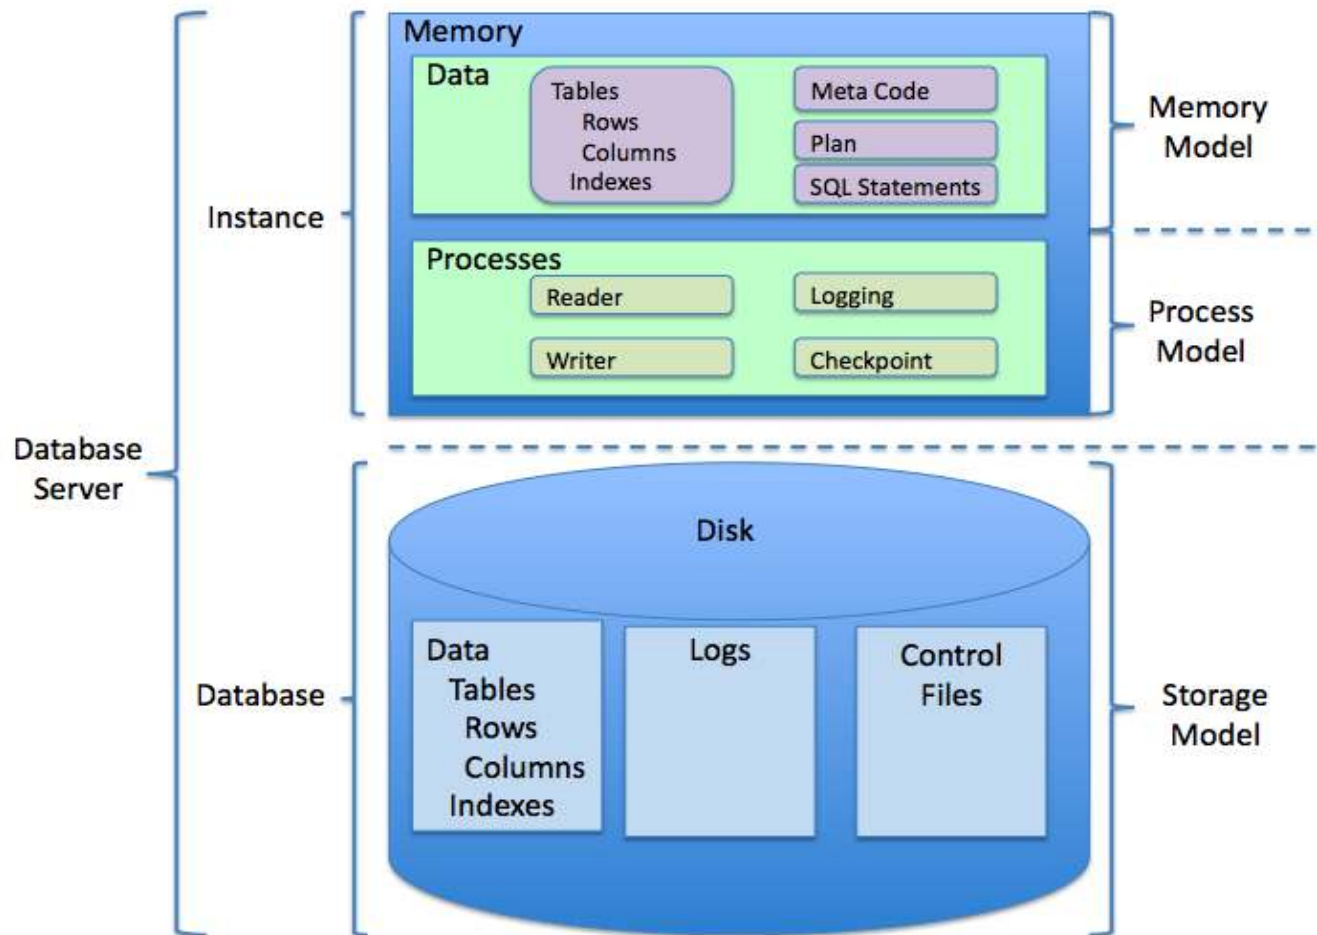 Memory
Data
Tables
Rows
Columns
Indexes
Meta Code
Plan
SQL Statements
Memory
Model
Instance
Processes
Reader
Logging
Writer
Checkpoint
Process
Model
Database
Server
Disk
Data
Tables
Rows
Columns
Indexes
Logs
Control
Files
Database
Storage
Model